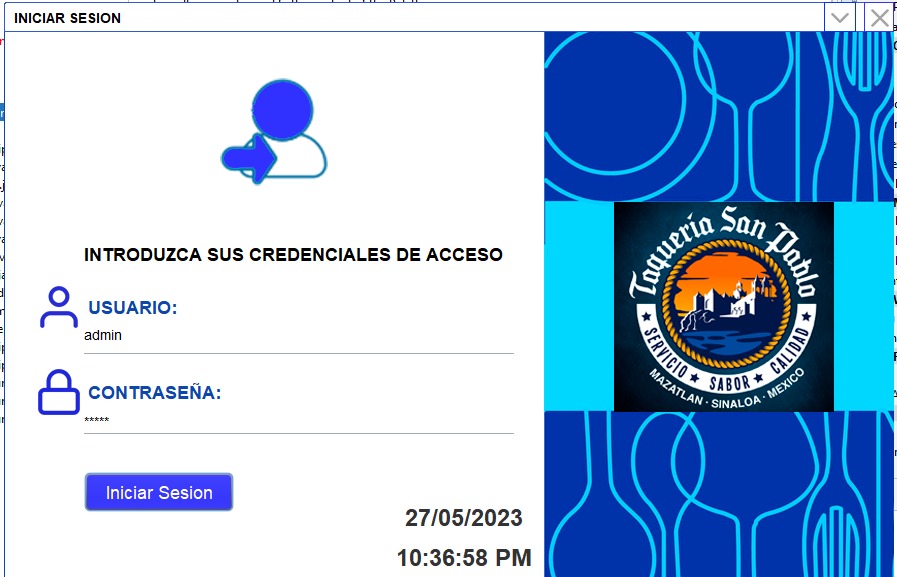 INICIAR SESION
INTRODUZCA SUS CREDENCIALES DE ACCESO
USUARIO:
admin
CONTRASEÑA:
*****
Iniciar Sesion
27/05/2023
10:36:58 PM
Taqueria San Pablo
SERVICIO ★ SABOR ★ CALIDAD
MAZATLAN · SINALOA · MEXICO